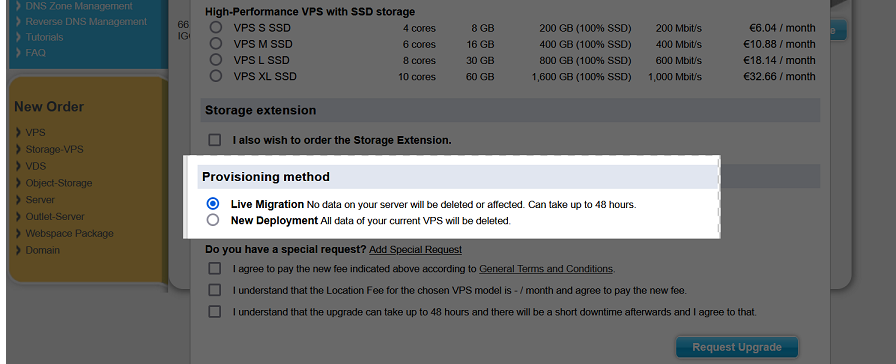 DNS Zone Management
Reverse DNS Management
Tutorials
FAQ
New Order
VPS
Storage-VPS
VDS
Object-Storage
Server
Outlet-Server
Webspace Package
Domain
66
IG
e
High-Performance VPS with SSD storage
VPS S SSD 4 cores 8 GB 200 GB (100% SSD) 200 Mbit/s €6.04 / month
VPS M SSD 6 cores 16 GB 400 GB (100% SSD) 400 Mbit/s €10.88 / month
VPS L SSD 8 cores 30 GB 800 GB (100% SSD) 600 Mbit/s €18.14 / month
VPS XL SSD 10 cores 60 GB 1,600 GB (100% SSD) 1,000 Mbit/s €32.66 / month
Storage extension
I also wish to order the Storage Extension.
Provisioning method
Live Migration No data on your server will be deleted or affected. Can take up to 48 hours.
New Deployment All data of your current VPS will be deleted.
Do you have a special request? Add Special Request
I agree to pay the new fee indicated above according to General Terms and Conditions.
I understand that the Location Fee for the chosen VPS model is - / month and agree to pay the new fee.
I understand that the upgrade can take up to 48 hours and there will be a short downtime afterwards and I agree to that.
Request Upgrade